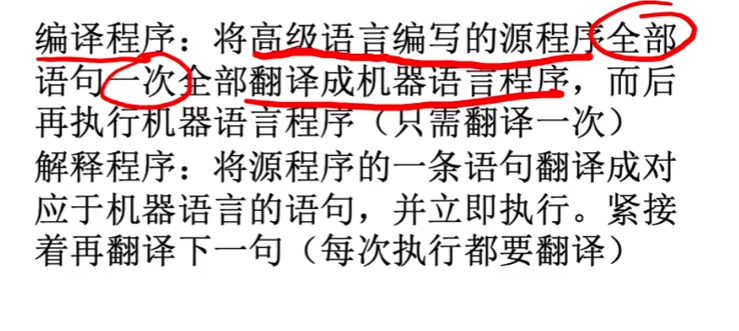 编译程序：将高级语言编写的源程序全部
语句一次全部翻译成机器语言程序，而后
再执行机器语言程序（只需翻译一次）
解释程序：将源程序的一条语句翻译成对
应于机器语言的语句，并立即执行。紧接
着再翻译下一句（每次执行都要翻译）